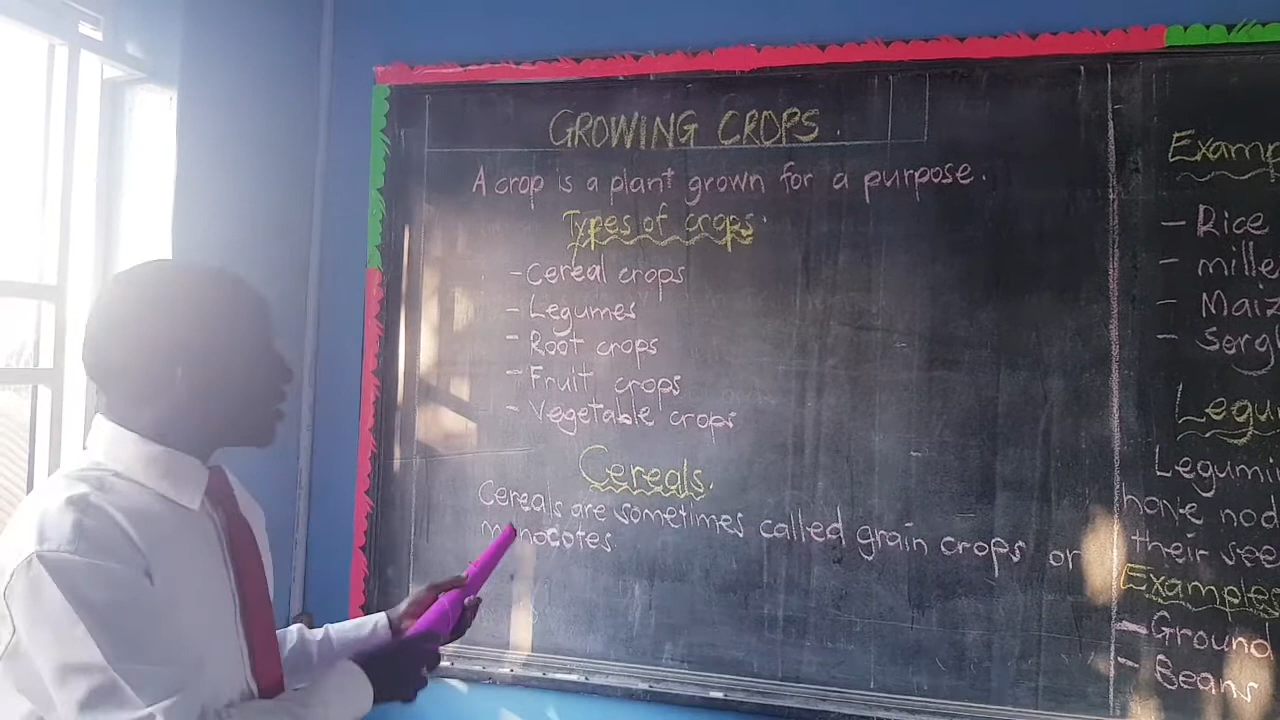 GROWING CROPS.
A crop is a plant grown for a purpose.
Types of crops.
- Cereal crops
- Legumes
- Root crops
- Fruit crops
- Vegetable crops
Cereals.
Cereals are sometimes called grain crops or
monocotes.
Examp
- Rice
- mille
- Maiz
- Sorg
Legu
Legumi
have nod
their see
Examples
- Ground
- Beans